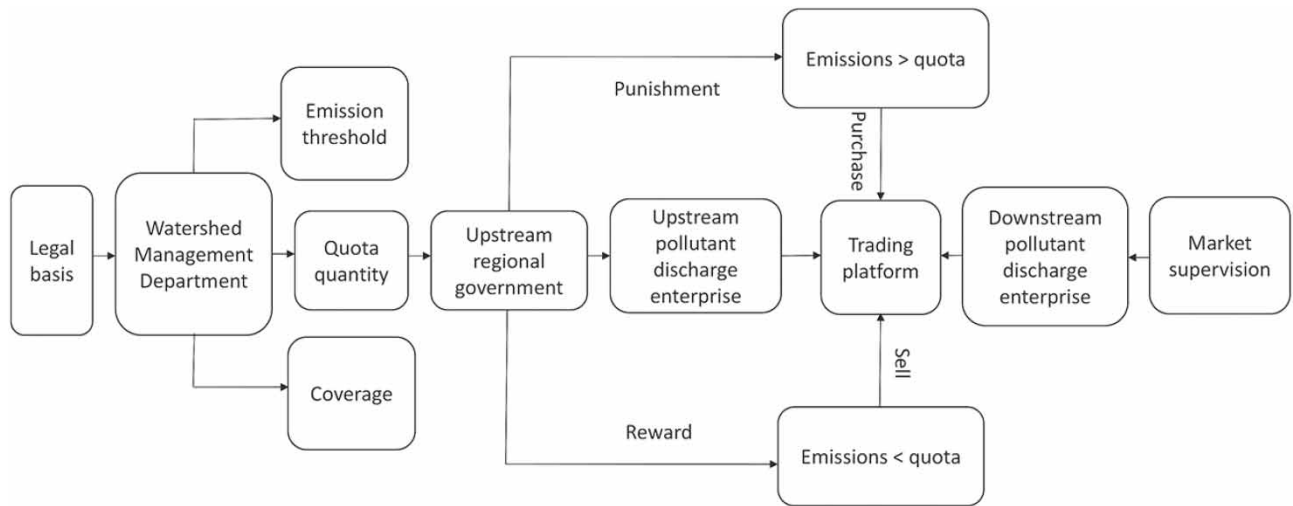 Emissions > quota
Punishment
Emission
threshold
Purchase
Legal
basis
Watershed
Management
Department
Quota
quantity
Upstream
regional
government
Upstream
pollutant
discharge
enterprise
Trading
platform
Downstream
pollutant
discharge
enterprise
Market
supervision
Sell
Coverage
Reward
Emissions < quota